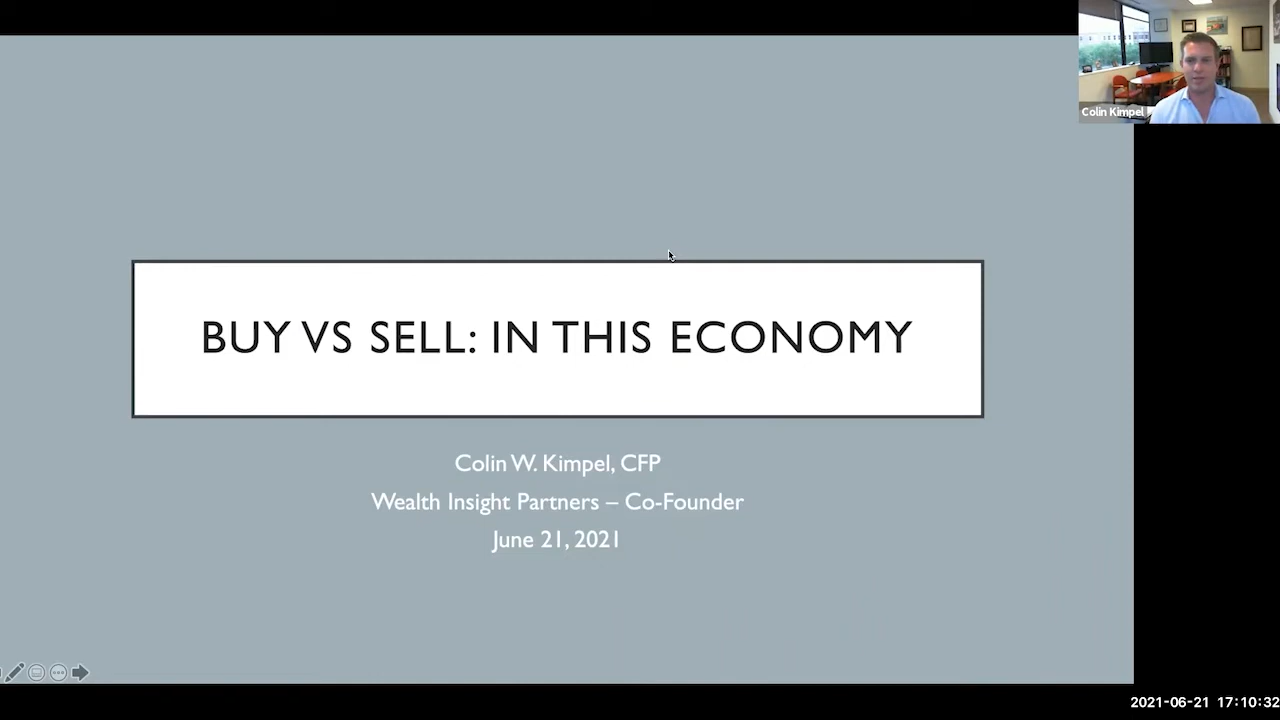 Colin Kimpel
BUY VS SELL: IN THIS ECONOMY
Colin W. Kimpel, CFP
Wealth Insight Partners – Co-Founder
June 21, 2021
2021-06-21 17:10:32